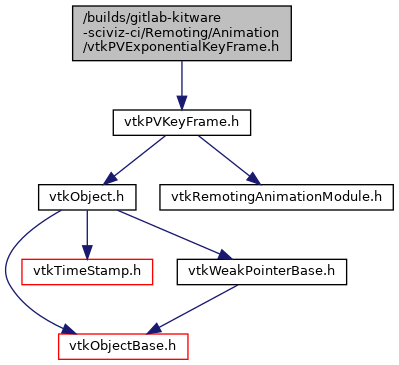 /builds/gitlab-kitware
-sciviz-ci/Remoting/Animation
/vtkPVExponentialKeyFrame.h
vtkPVKeyFrame.h
vtkObject.h
vtkRemotingAnimationModule.h
vtkTimeStamp.h
vtkWeakPointerBase.h
vtkObjectBase.h